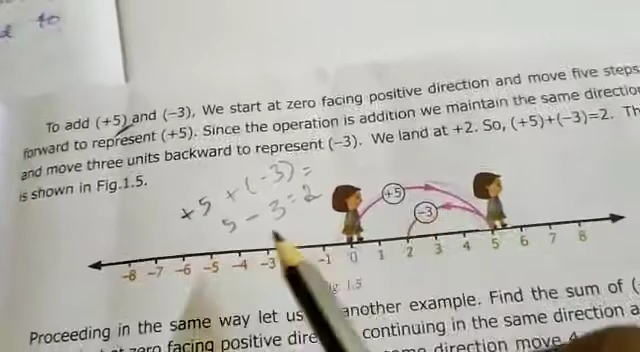 d to
To add (+5) and (−3), We start at zero facing positive direction and move five steps
forward to represent (+5). Since the operation is addition we maintain the same directio
and move three units backward to represent (−3). We land at +2. So, (+5)+(−3)=2. Th
is shown in Fig.1.5.
+5 + (-3) =
5 - 3 = 2
+5
−3
−8 −7 −6 −5 −4 −3 −1 0 1 2 3 4 5 6 7 8
1.5
Proceeding in the same way let us another example. Find the sum of (
zero facing positive dire continuing in the same direction a
direction move